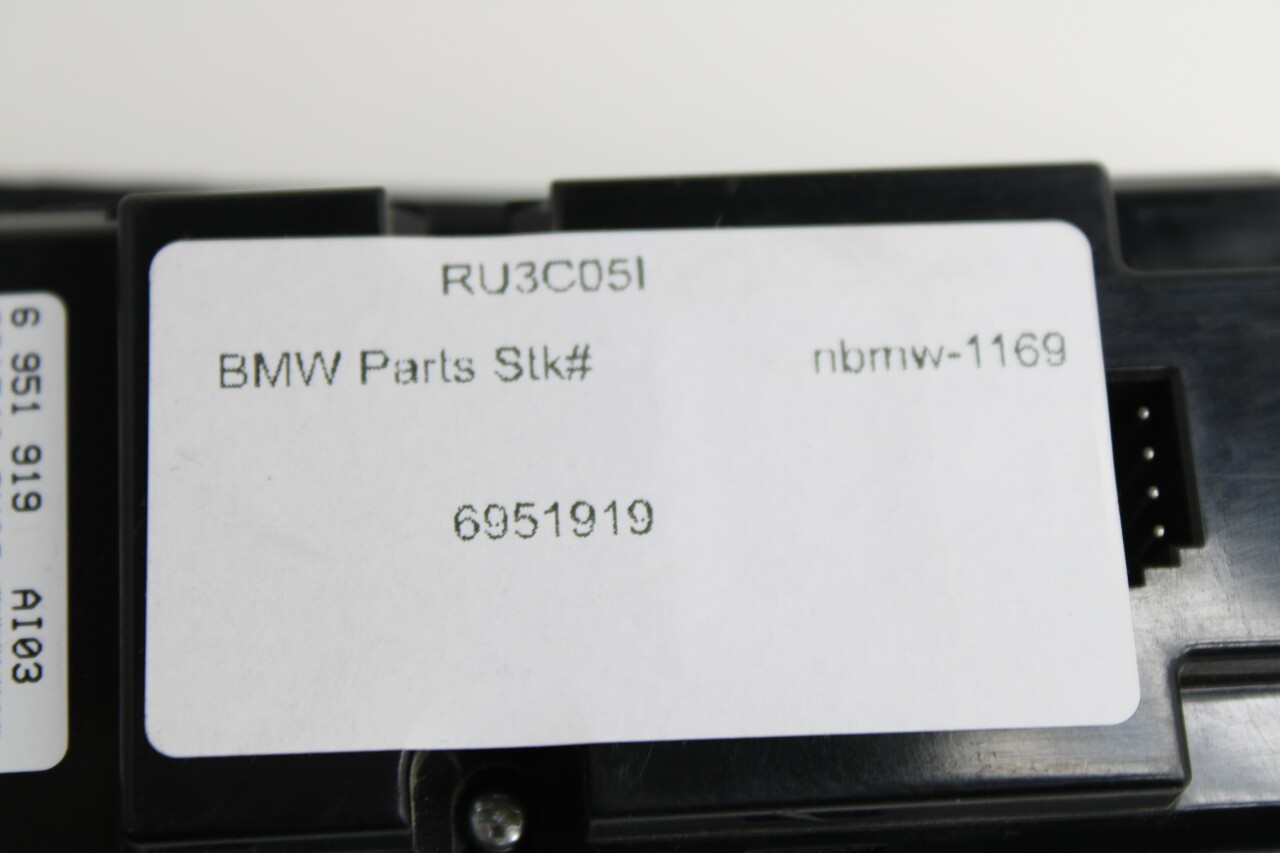 RU3C05I
BMW Parts Stk# nbmw-1169
6951919
6 951 919 AI03